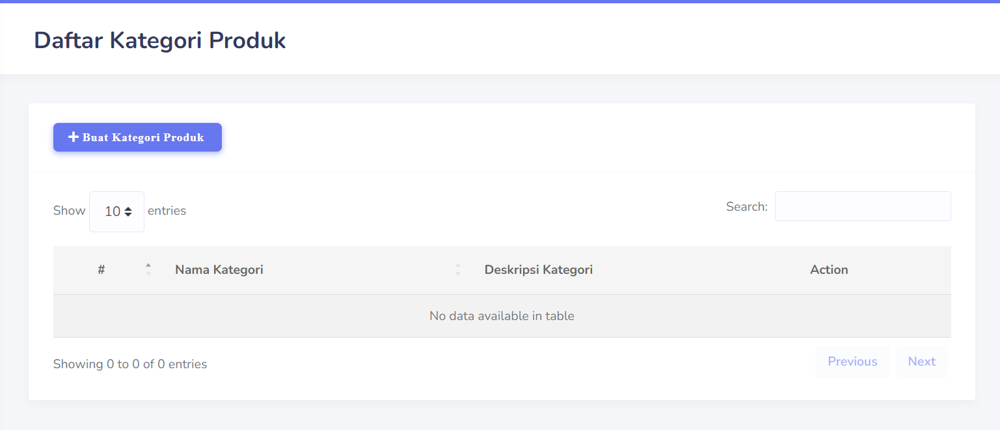 Daftar Kategori Produk
Buat Kategori Produk
Show 10 entries
Search:
# Nama Kategori Deskripsi Kategori Action
No data available in table
Showing 0 to 0 of 0 entries
Previous Next